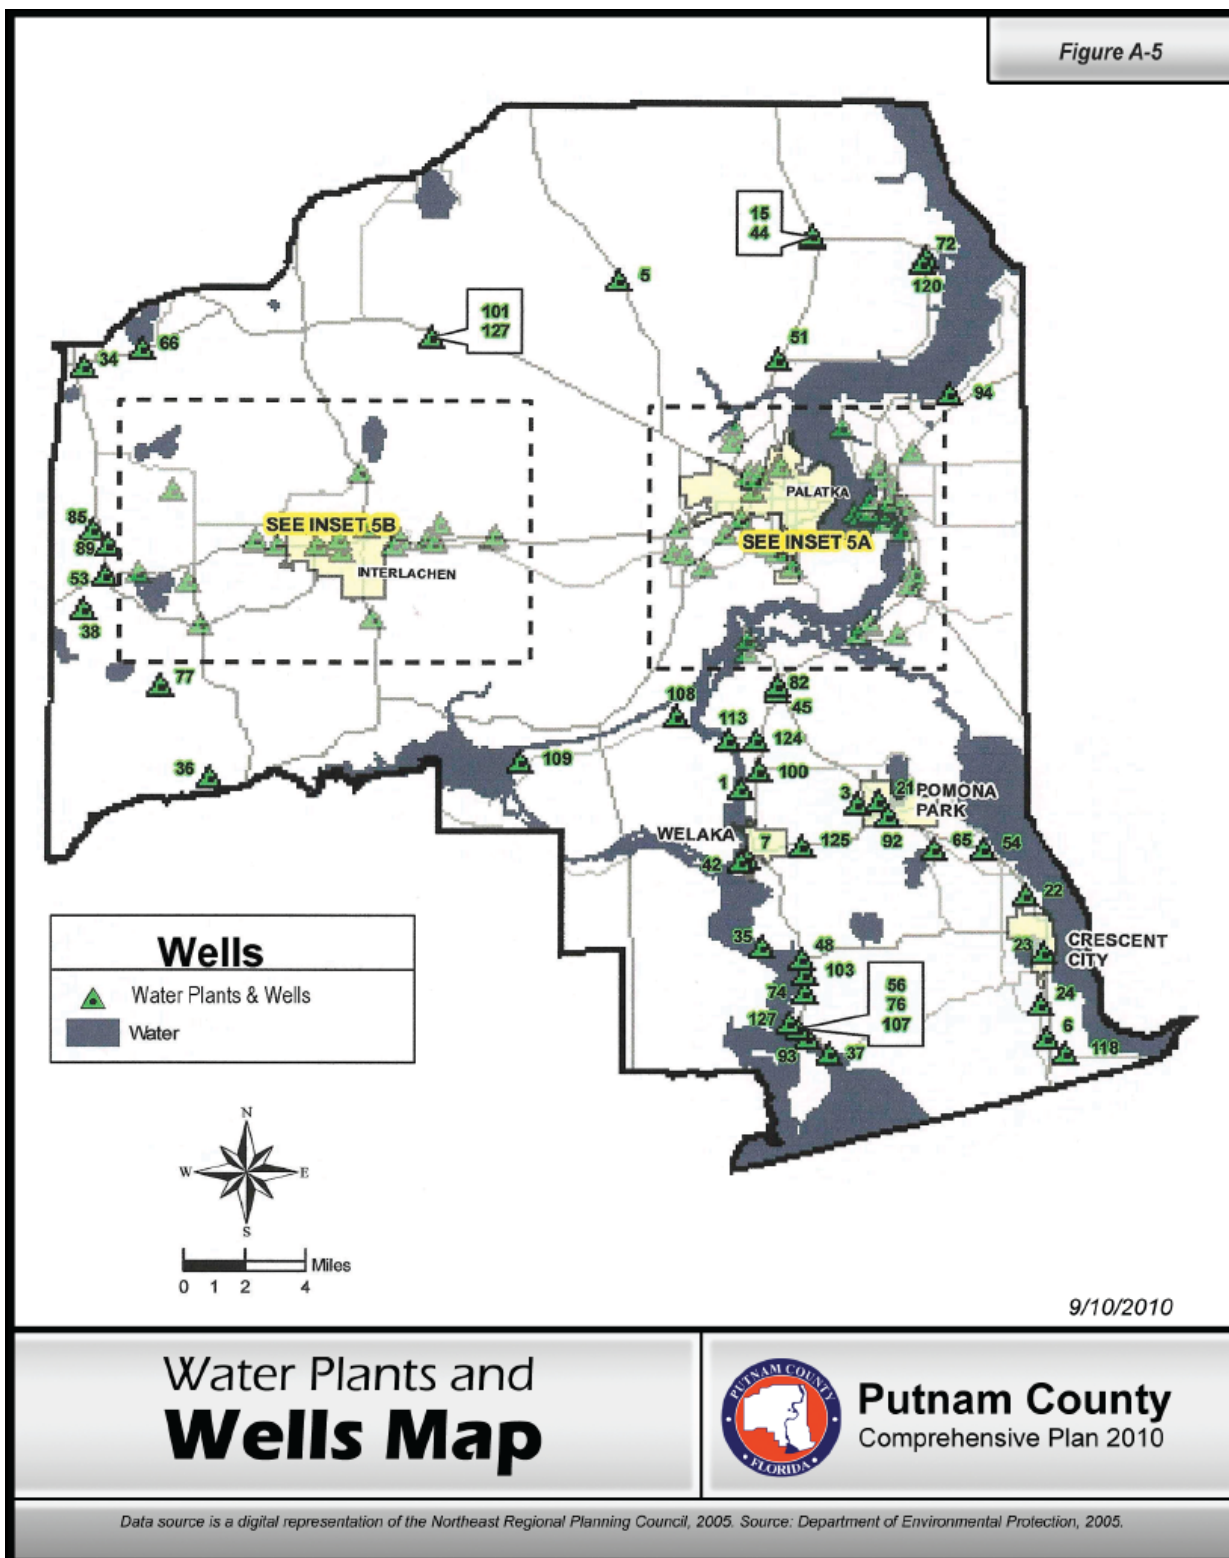 Figure A-5
15
44
72
120
5
101
127
51
66
34
94
PALATKA
85
SEE INSET 5B
SEE INSET 5A
89
INTERLACHEN
53
38
77
82
108
45
113
124
109
36
100
1
3
21
POMONA
PARK
WELAKA
7
125
92
65
54
42
22
35
48
23
CRESCENT
CITY
103
56
76
107
74
24
127
6
93
37
118
Wells
Water Plants & Wells
Water
N
W
E
S
Miles
0 1 2 4
9/10/2010
Water Plants and
Wells Map
PUTNAM COUNTY
FLORIDA
Putnam County
Comprehensive Plan 2010
Data source is a digital representation of the Northeast Regional Planning Council, 2005. Source: Department of Environmental Protection, 2005.